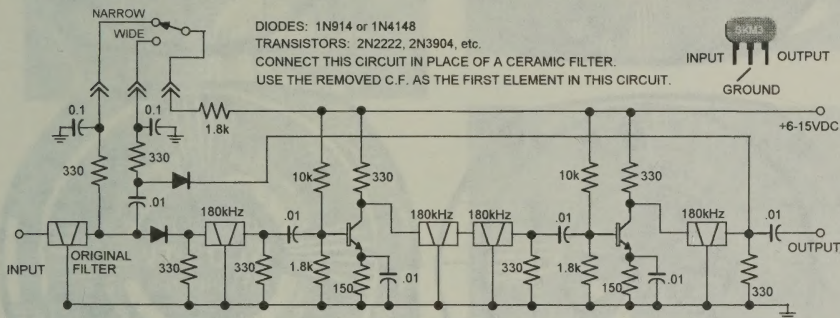 NARROW
WIDE
DIODES: 1N914 or 1N4148
TRANSISTORS: 2N2222, 2N3904, etc.
CONNECT THIS CIRCUIT IN PLACE OF A CERAMIC FILTER.
USE THE REMOVED C.F. AS THE FIRST ELEMENT IN THIS CIRCUIT.
INPUT
OUTPUT
GROUND
0.1
0.1
1.8k
+6-15VDC
330
330
10k
330
10k
330
.01
180kHz
.01
180kHz
180kHz
.01
180kHz
.01
INPUT
ORIGINAL
FILTER
OUTPUT
330
330
1.8k
150
.01
330
1.8k
150
.01
330